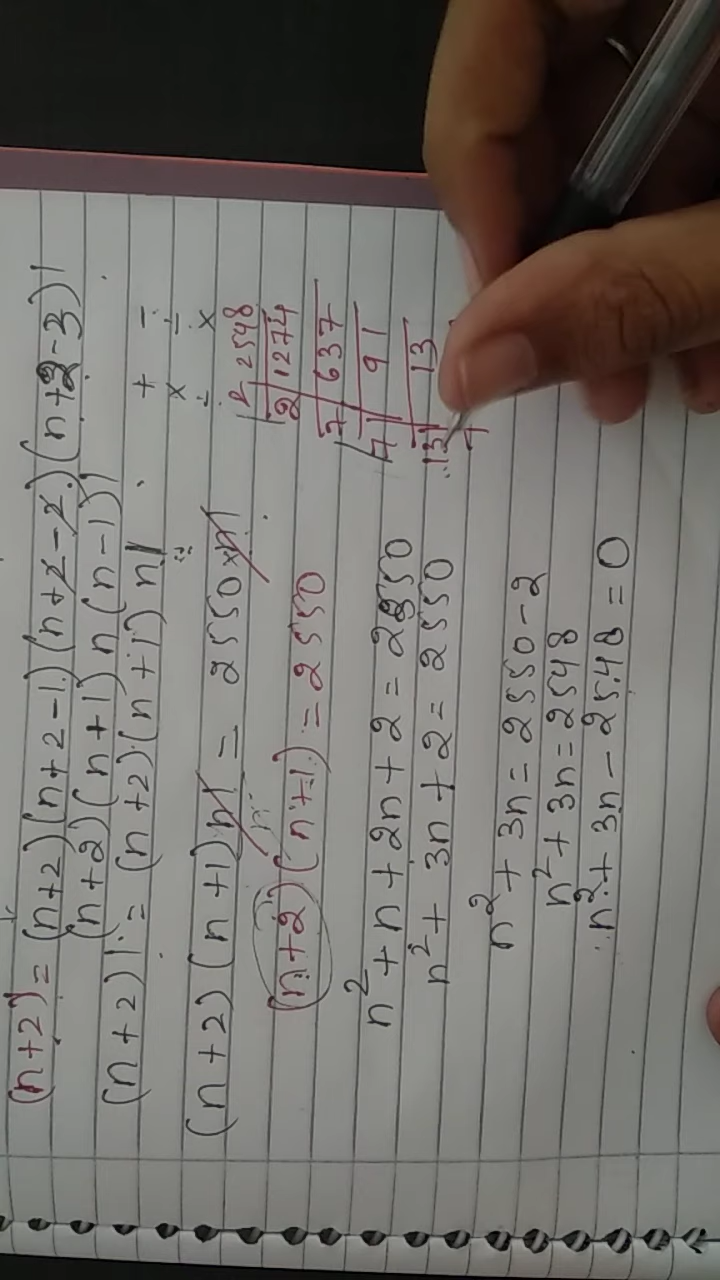 (n+2)! = (n+2)(n+2-1)(n+2-2)(n+2-3)!
(n+2)(n+1)n(n-1)!
(n+2)! = (n+2)(n+1)n!
(n+2)(n+1)n! = 2550×n!
(n+2)(n+1) = 2550
n²+n+2n+2 = 2550
n²+3n+2 = 2550
n²+3n = 2550-2
n²+3n = 2548
n²+3n-2548 = 0
+ -
× ÷
÷ ×
2 2548
2 1274
7 637
7 91
13 13
1